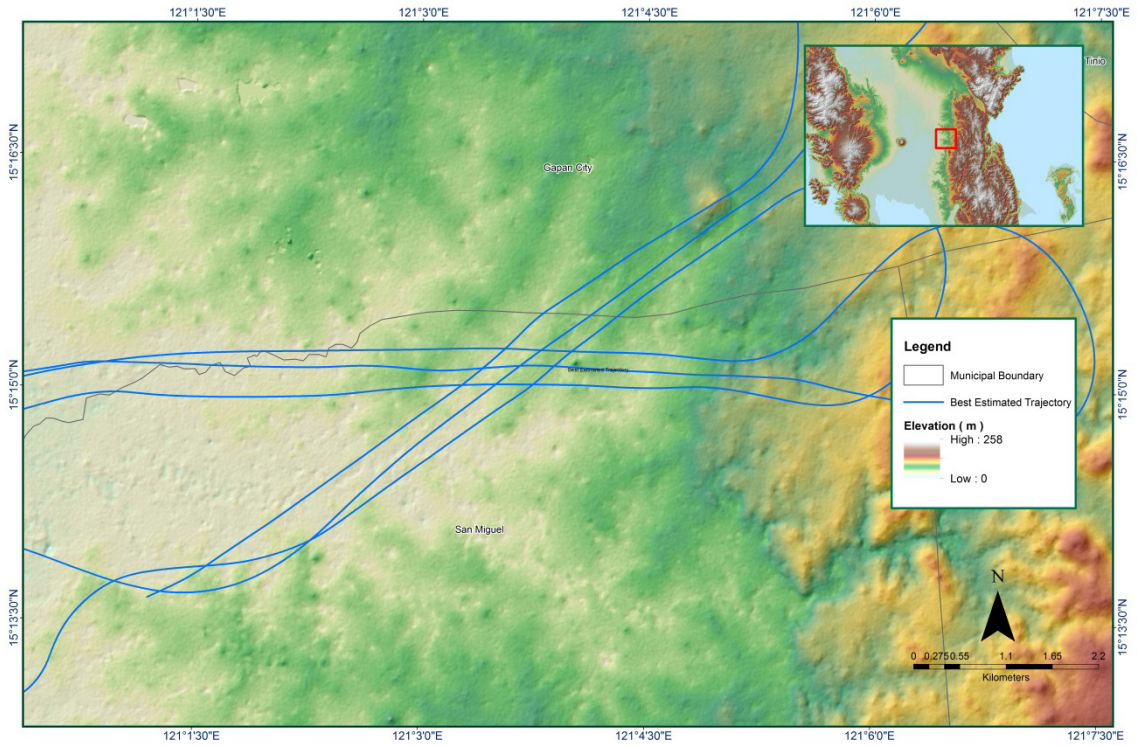 121°1'30"E
121°3'0"E
121°4'30"E
121°6'0"E
121°7'30"E
Tinio
15°16'30"N
15°16'30"N
Gapan City
15°15'0"N
Best Estimated Trajectory
15°15'0"N
Legend
Municipal Boundary
Best Estimated Trajectory
Elevation ( m )
High : 258
Low : 0
San Miguel
15°13'30"N
15°13'30"N
N
0 0.275 0.55 1.1 1.65 2.2
Kilometers
121°1'30"E
121°3'0"E
121°4'30"E
121°6'0"E
121°7'30"E